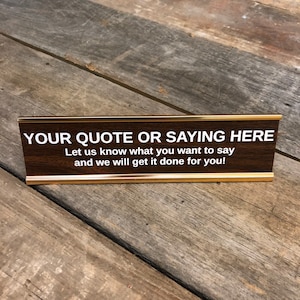 YOUR QUOTE OR SAYING HERE
Let us know what you want to say
and we will get it done for you!